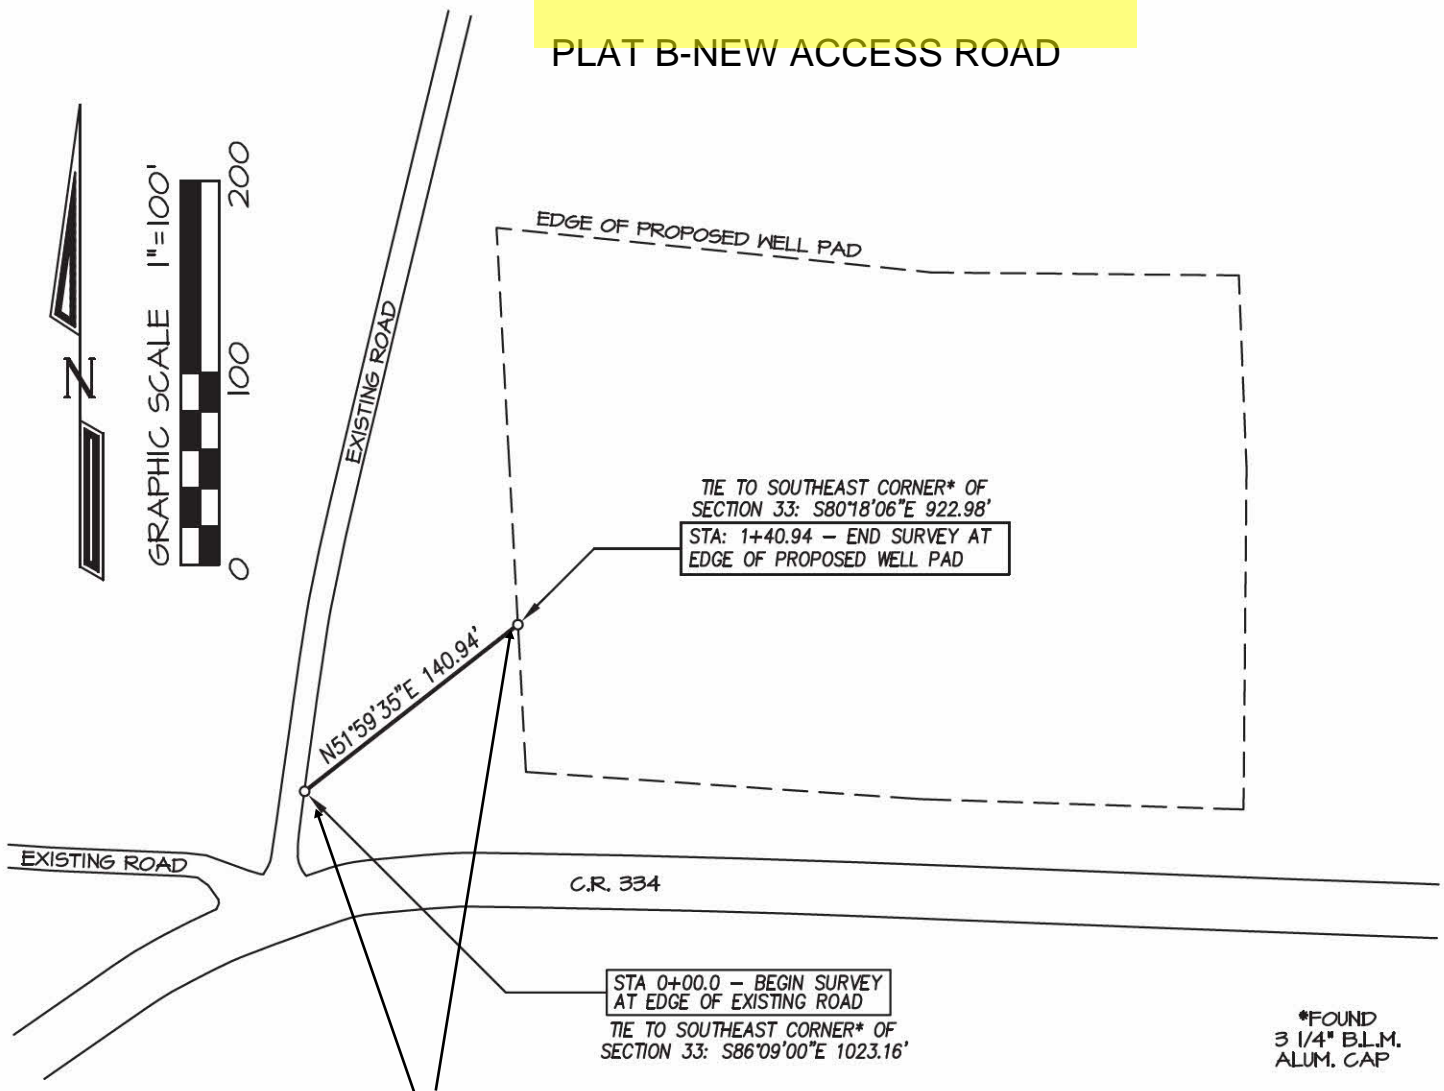 PLAT B-NEW ACCESS ROAD
GRAPHIC SCALE 1"=100'
200
100
0
N
EXISTING ROAD
EDGE OF PROPOSED WELL PAD
TIE TO SOUTHEAST CORNER* OF
SECTION 33: S80°18'06"E 922.98'
STA: 1+40.94 – END SURVEY AT
EDGE OF PROPOSED WELL PAD
N51°59'35"E 140.94'
EXISTING ROAD
C.R. 334
STA 0+00.0 – BEGIN SURVEY
AT EDGE OF EXISTING ROAD
TIE TO SOUTHEAST CORNER* OF
SECTION 33: S86°09'00"E 1023.16'
*FOUND
3 1/4" B.L.M.
ALUM. CAP